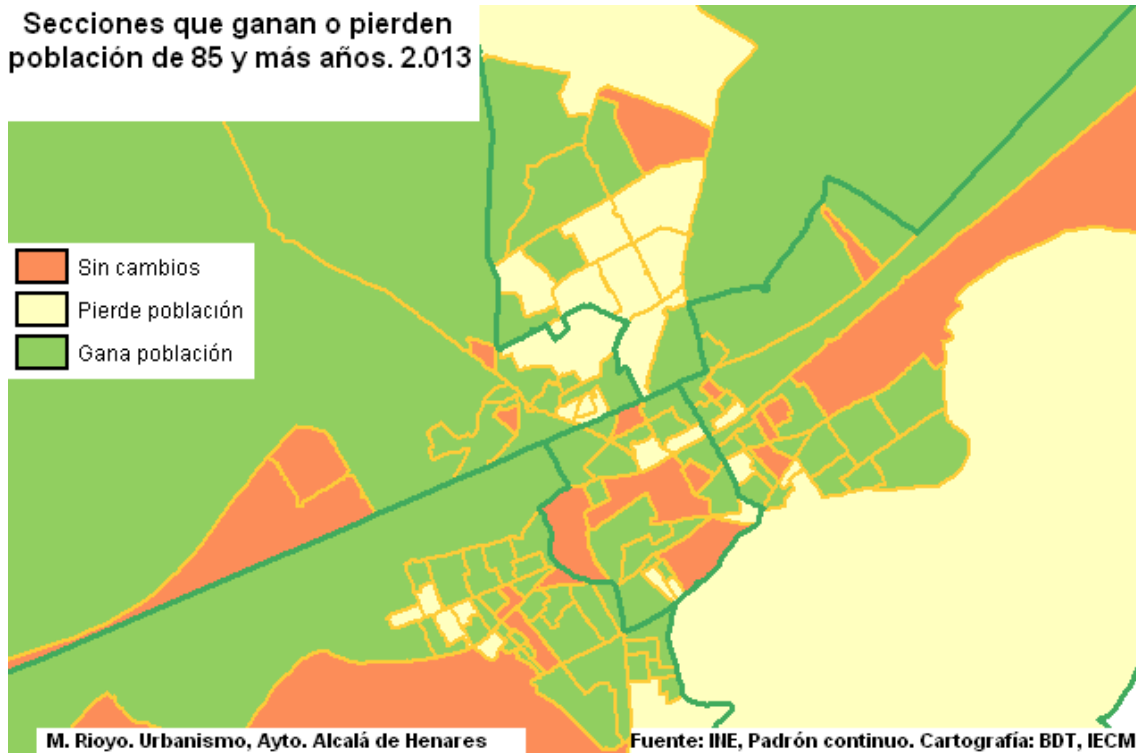 Secciones que ganan o pierden
población de 85 y más años. 2.013
Sin cambios
Pierde población
Gana población
M. Rioyo. Urbanismo, Ayto. Alcalá de Henares
Fuente: INE, Padrón continuo. Cartografía: BDT, IECM